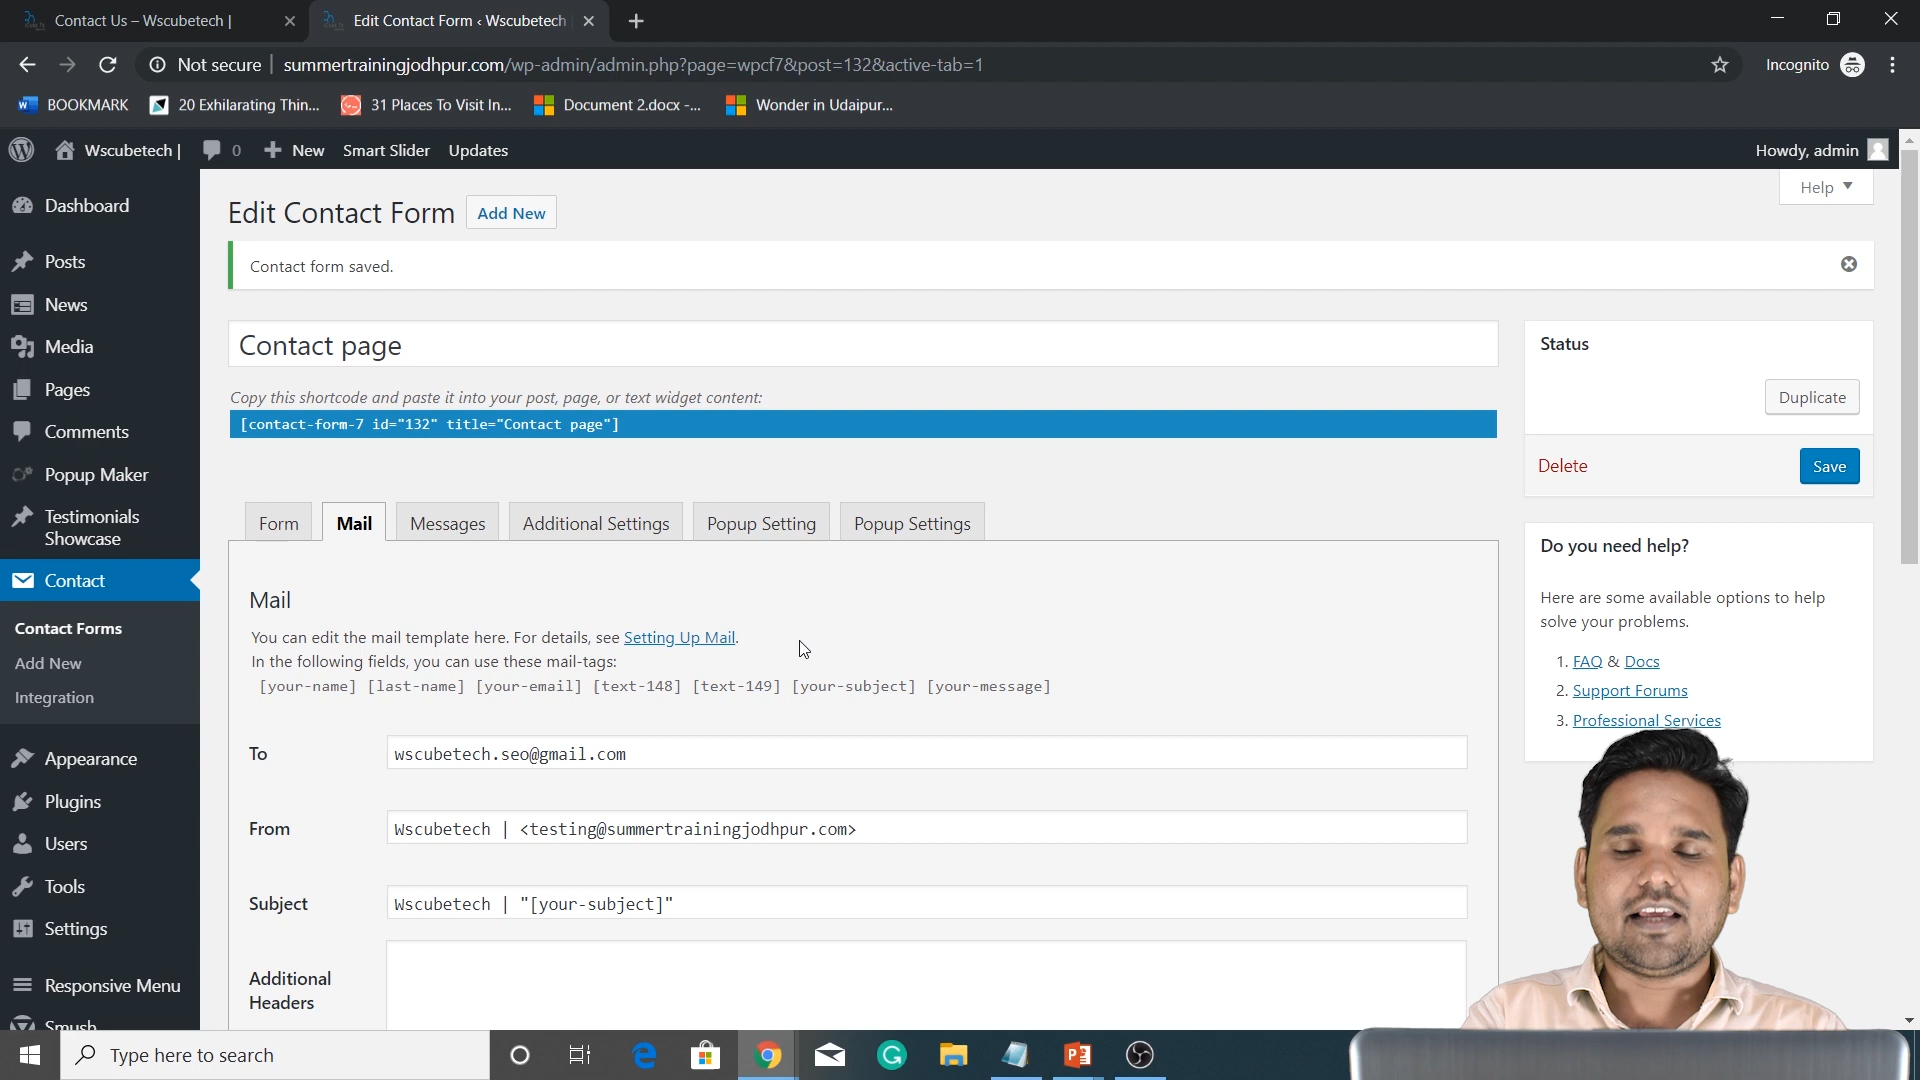 Contact Us – Wscubetech |
Edit Contact Form ‹ Wscubetech
Not secure | summertrainingjodhpur.com/wp-admin/admin.php?page=wpcf7&post=132&active-tab=1
Incognito
BOOKMARK
20 Exhilarating Thin...
31 Places To Visit In...
Document 2.docx -...
Wonder in Udaipur...
Wscubetech |
0
New
Smart Slider
Updates
Howdy, admin
Dashboard
Posts
News
Media
Pages
Comments
Popup Maker
Testimonials
Showcase
Contact
Contact Forms
Add New
Integration
Appearance
Plugins
Users
Tools
Settings
Responsive Menu
Smush
Help
Edit Contact Form
Add New
Contact form saved.
Contact page
Copy this shortcode and paste it into your post, page, or text widget content:
[contact-form-7 id="132" title="Contact page"]
Form
Mail
Messages
Additional Settings
Popup Setting
Popup Settings
Mail
You can edit the mail template here. For details, see Setting Up Mail.
In the following fields, you can use these mail-tags:
[your-name] [last-name] [your-email] [text-148] [text-149] [your-subject] [your-message]
To
wscubetech.seo@gmail.com
From
Wscubetech | <testing@summertrainingjodhpur.com>
Subject
Wscubetech | "[your-subject]"
Additional
Headers
Status
Duplicate
Delete
Save
Do you need help?
Here are some available options to help
solve your problems.
1. FAQ & Docs
2. Support Forums
3. Professional Services
Type here to search